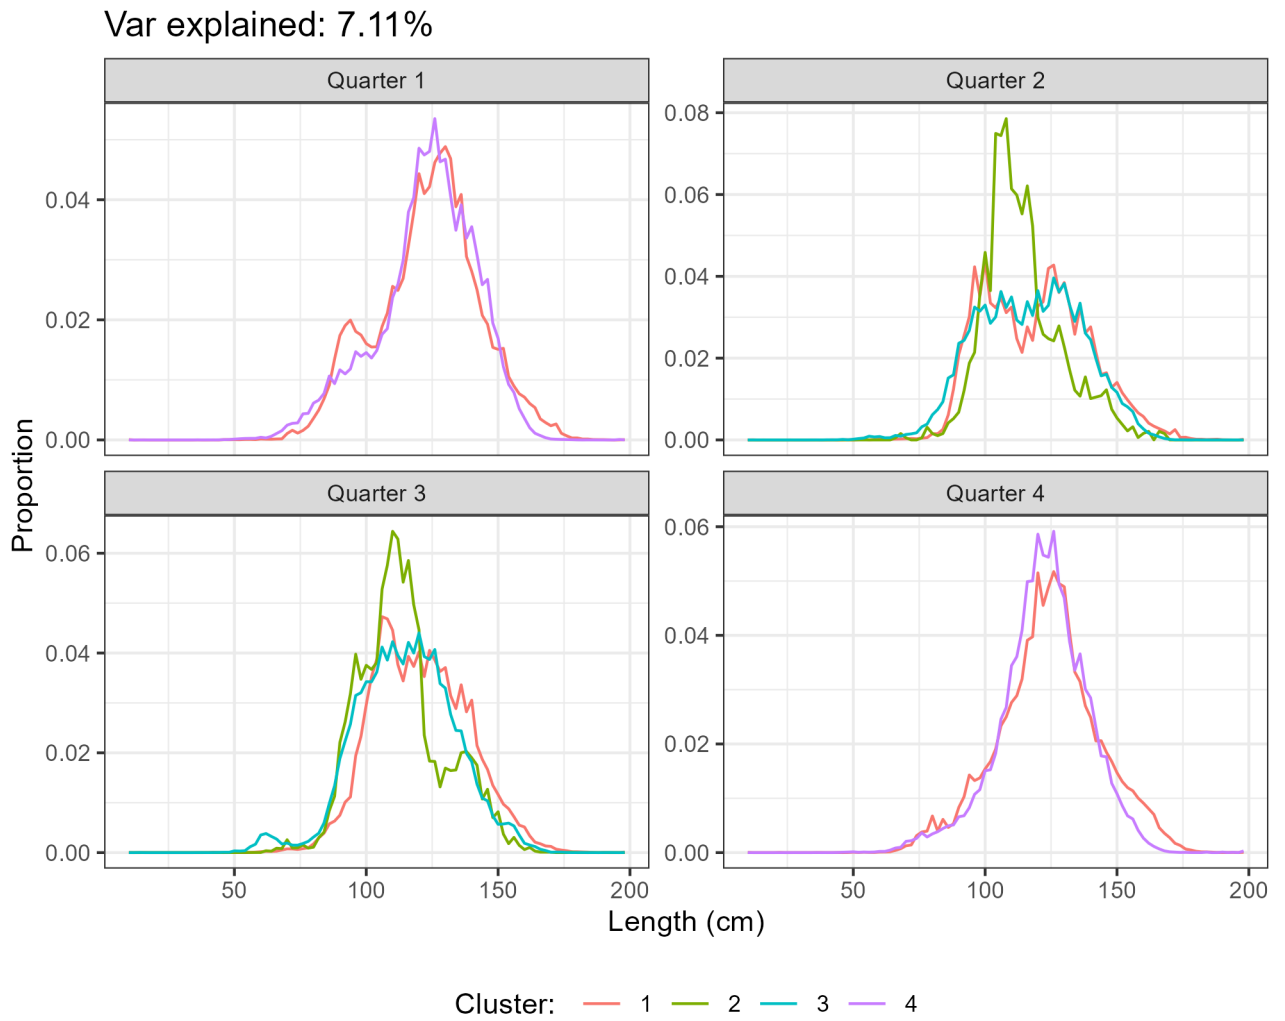 Var explained: 7.11%
Quarter 1
Quarter 2
0.04
0.02
0.00
0.08
0.06
0.04
0.02
0.00
Quarter 3
Quarter 4
0.06
0.04
0.02
0.00
0.06
0.04
0.02
0.00
50 100 150 200
50 100 150 200
Proportion
Length (cm)
Cluster: 1 2 3 4